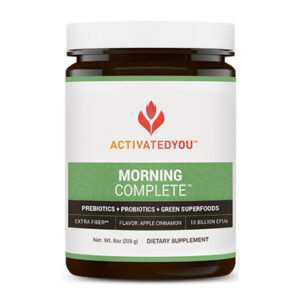 ACTIVATEDYOU™
MORNING
COMPLETE™
PREBIOTICS + PROBIOTICS + GREEN SUPERFOODS
EXTRA FIBER** FLAVOR: APPLE CINNAMON 10 BILLION CFUs
Net. Wt. 8oz (228 g) DIETARY SUPPLEMENT